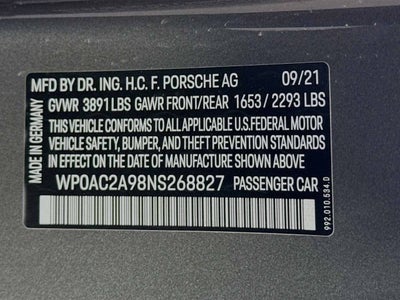 MFD BY DR. ING. H.C. F. PORSCHE AG 09/21
GVWR 3891 LBS GAWR FRONT/REAR 1653 / 2293 LBS
THIS VEHICLE CONFORMS TO ALL APPLICABLE U.S.FEDERAL MOTOR
VEHICLE SAFETY, BUMPER, AND THEFT PREVENTION STANDARDS
IN EFFECT ON THE DATE OF MANUFACTURE SHOWN ABOVE.
WP0AC2A98NS268827 PASSENGER CAR
MADE IN GERMANY
992.010.534.D